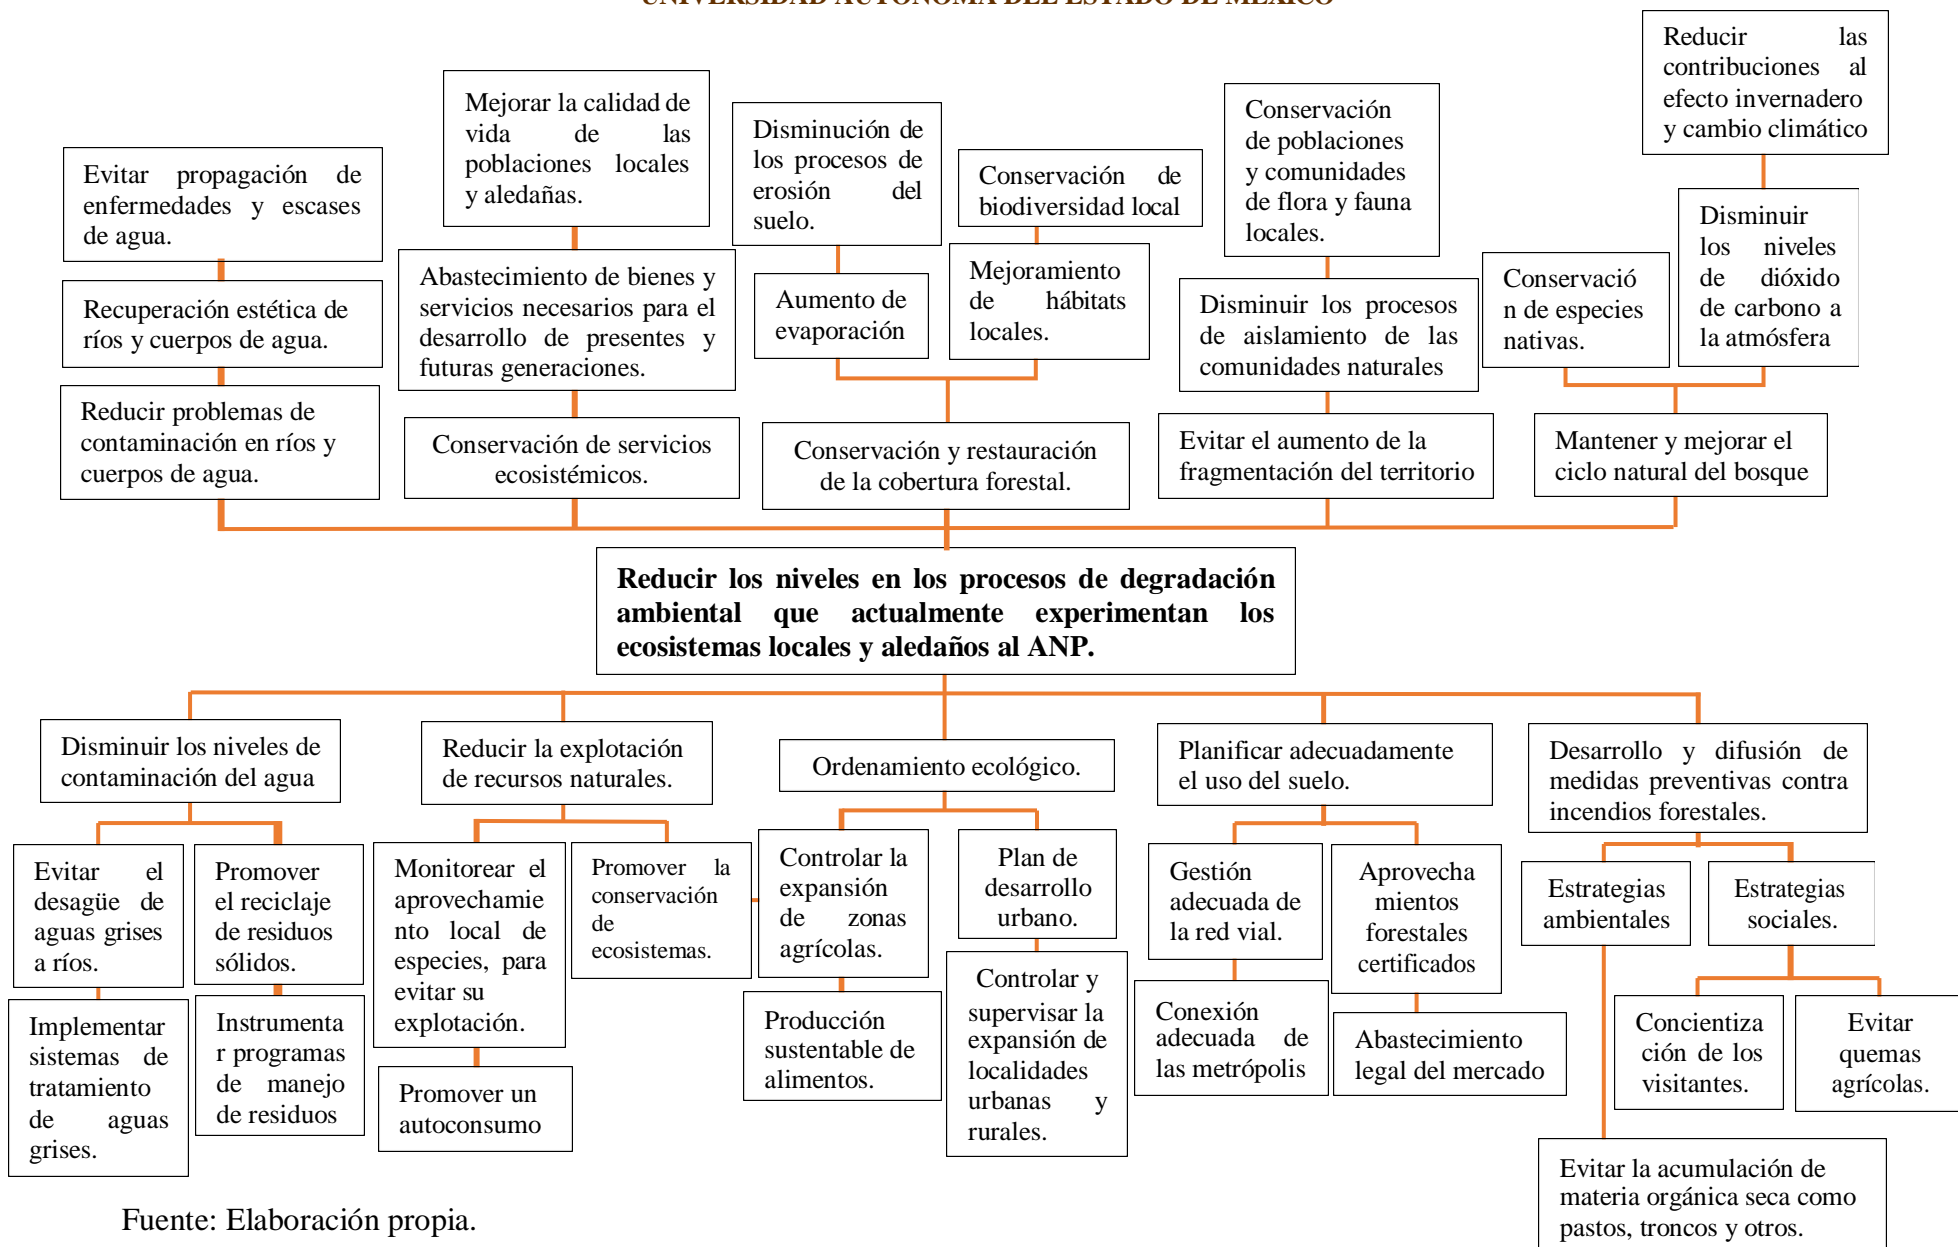 UNIVERSIDAD AUTÓNOMA DEL ESTADO DE MÉXICO
Reducir las
contribuciones al
efecto invernadero
y cambio climático
Mejorar la calidad de
vida de las
poblaciones locales
y aledañas.
Disminución de
los procesos de
erosión del
suelo.
Conservación
de poblaciones
y comunidades
de flora y fauna
locales.
Evitar propagación de
enfermedades y escases
de agua.
Conservación de
biodiversidad local
Disminuir
los niveles
de dióxido
de carbono a
la atmósfera
Abastecimiento de bienes y
servicios necesarios para el
desarrollo de presentes y
futuras generaciones.
Aumento de
evaporación
Mejoramiento
de hábitats
locales.
Disminuir los procesos
de aislamiento de las
comunidades naturales
Conservació
n de especies
nativas.
Recuperación estética de
ríos y cuerpos de agua.
Reducir problemas de
contaminación en ríos y
cuerpos de agua.
Conservación de servicios
ecosistémicos.
Conservación y restauración
de la cobertura forestal.
Evitar el aumento de la
fragmentación del territorio
Mantener y mejorar el
ciclo natural del bosque
Reducir los niveles en los procesos de degradación
ambiental que actualmente experimentan los
ecosistemas locales y aledaños al ANP.
Disminuir los niveles de
contaminación del agua
Reducir la explotación
de recursos naturales.
Ordenamiento ecológico.
Planificar adecuadamente
el uso del suelo.
Desarrollo y difusión de
medidas preventivas contra
incendios forestales.
Evitar el
desagüe de
aguas grises
a ríos.
Promover
el reciclaje
de residuos
sólidos.
Monitorear el
aprovechamie
nto local de
especies, para
evitar su
explotación.
Promover la
conservación
de
ecosistemas.
Controlar la
expansión
de zonas
agrícolas.
Plan de
desarrollo
urbano.
Gestión
adecuada de
la red vial.
Aprovecha
mientos
forestales
certificados
Estrategias
ambientales
Estrategias
sociales.
Implementar
sistemas de
tratamiento
de aguas
grises.
Instrumenta
r programas
de manejo
de residuos
Promover un
autoconsumo
Producción
sustentable de
alimentos.
Controlar y
supervisar la
expansión de
localidades
urbanas y
rurales.
Conexión
adecuada de
las metrópolis
Abastecimiento
legal del mercado
Concientiza
ción de los
visitantes.
Evitar
quemas
agrícolas.
Evitar la acumulación de
materia orgánica seca como
pastos, troncos y otros.
Fuente: Elaboración propia.